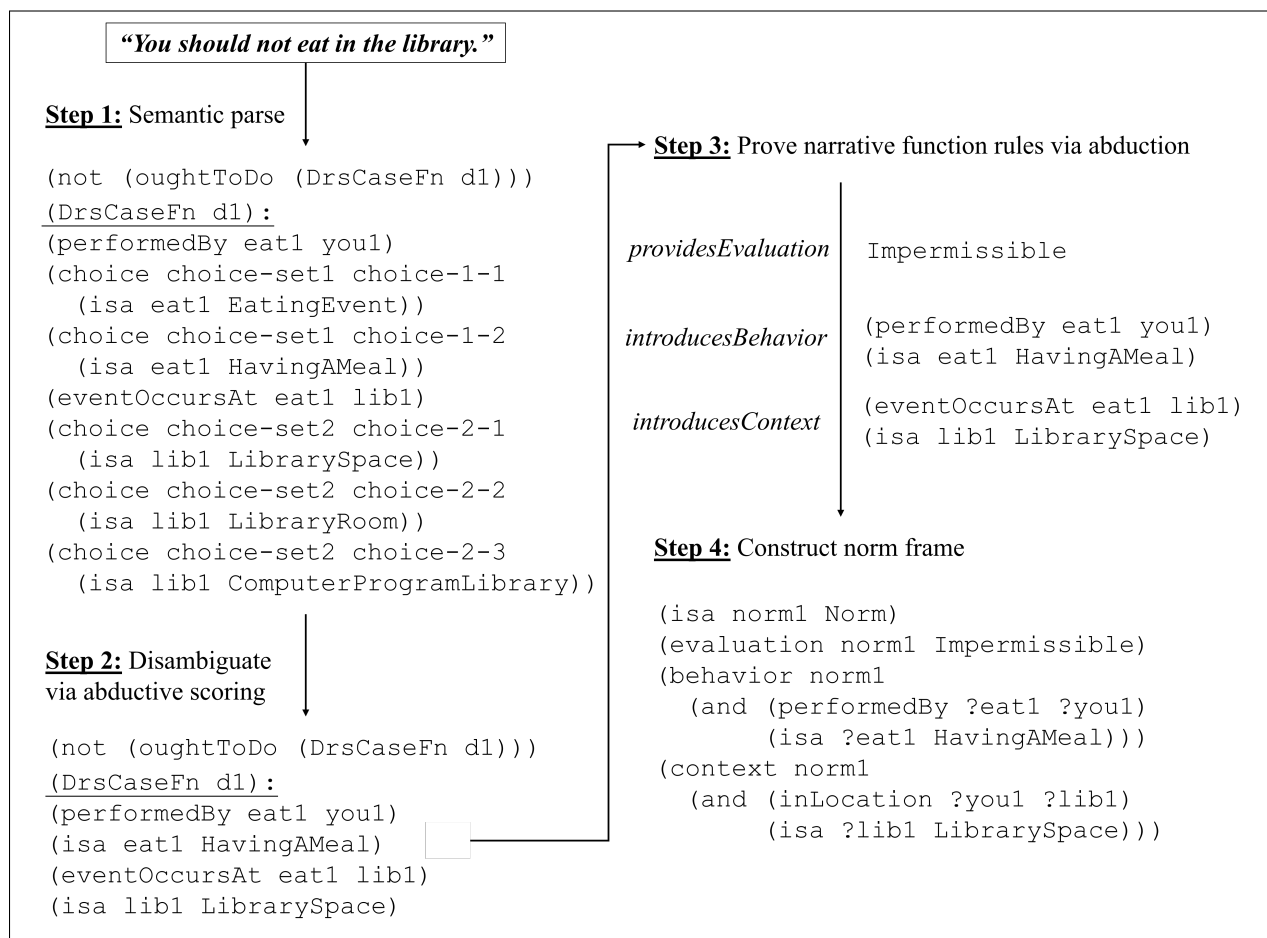 “You should not eat in the library.”
Step 1: Semantic parse
(not (oughtToDo (DrsCaseFn d1)))
(DrsCaseFn d1):
(performedBy eat1 you1)
(choice choice-set1 choice-1-1
(isa eat1 EatingEvent))
(choice choice-set1 choice-1-2
(isa eat1 HavingAMeal))
(eventOccursAt eat1 lib1)
(choice choice-set2 choice-2-1
(isa lib1 LibrarySpace))
(choice choice-set2 choice-2-2
(isa lib1 LibraryRoom))
(choice choice-set2 choice-2-3
(isa lib1 ComputerProgramLibrary))
Step 2: Disambiguate
via abductive scoring
(not (oughtToDo (DrsCaseFn d1)))
(DrsCaseFn d1):
(performedBy eat1 you1)
(isa eat1 HavingAMeal)
(eventOccursAt eat1 lib1)
(isa lib1 LibrarySpace)
Step 3: Prove narrative function rules via abduction
providesEvaluation
Impermissible
introducesBehavior
(performedBy eat1 you1)
(isa eat1 HavingAMeal)
introducesContext
(eventOccursAt eat1 lib1)
(isa lib1 LibrarySpace)
Step 4: Construct norm frame
(isa norm1 Norm)
(evaluation norm1 Impermissible)
(behavior norm1
(and (performedBy ?eat1 ?you1)
(isa ?eat1 HavingAMeal)))
(context norm1
(and (inLocation ?you1 ?lib1)
(isa ?lib1 LibrarySpace)))